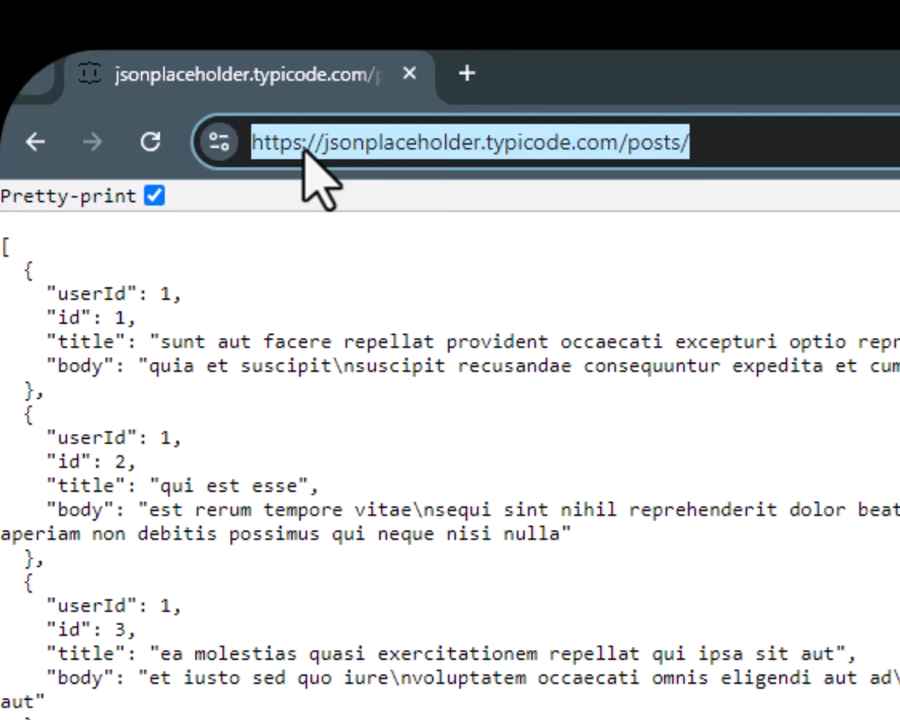 jsonplaceholder.typicode.com/
https://jsonplaceholder.typicode.com/posts/
Pretty-print
[
{
"userId": 1,
"id": 1,
"title": "sunt aut facere repellat provident occaecati excepturi optio repr
"body": "quia et suscipit\nsuscipit recusandae consequuntur expedita et cum
},
{
"userId": 1,
"id": 2,
"title": "qui est esse",
"body": "est rerum tempore vitae\nsequi sint nihil reprehenderit dolor beat
aperiam non debitis possimus qui neque nisi nulla"
},
{
"userId": 1,
"id": 3,
"title": "ea molestias quasi exercitationem repellat qui ipsa sit aut",
"body": "et iusto sed quo iure\nvoluptatem occaecati omnis eligendi aut ad\
aut"